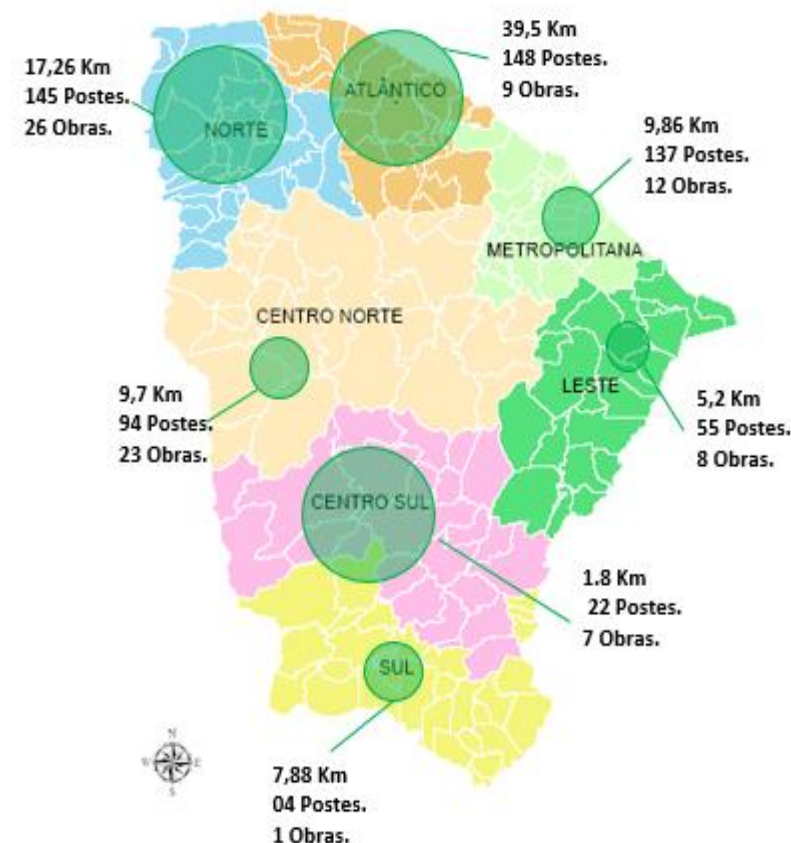 39,5 Km
148 Postes.
9 Obras.
17,26 Km
145 Postes.
26 Obras.
ATLÂNTICO
NORTE
9,86 Km
137 Postes.
12 Obras.
METROPOLITANA
CENTRO NORTE
LESTE
9,7 Km
94 Postes.
23 Obras.
5,2 Km
55 Postes.
8 Obras.
CENTRO SUL
1.8 Km
22 Postes.
7 Obras.
SUL
N
W E
S
7,88 Km
04 Postes.
1 Obras.